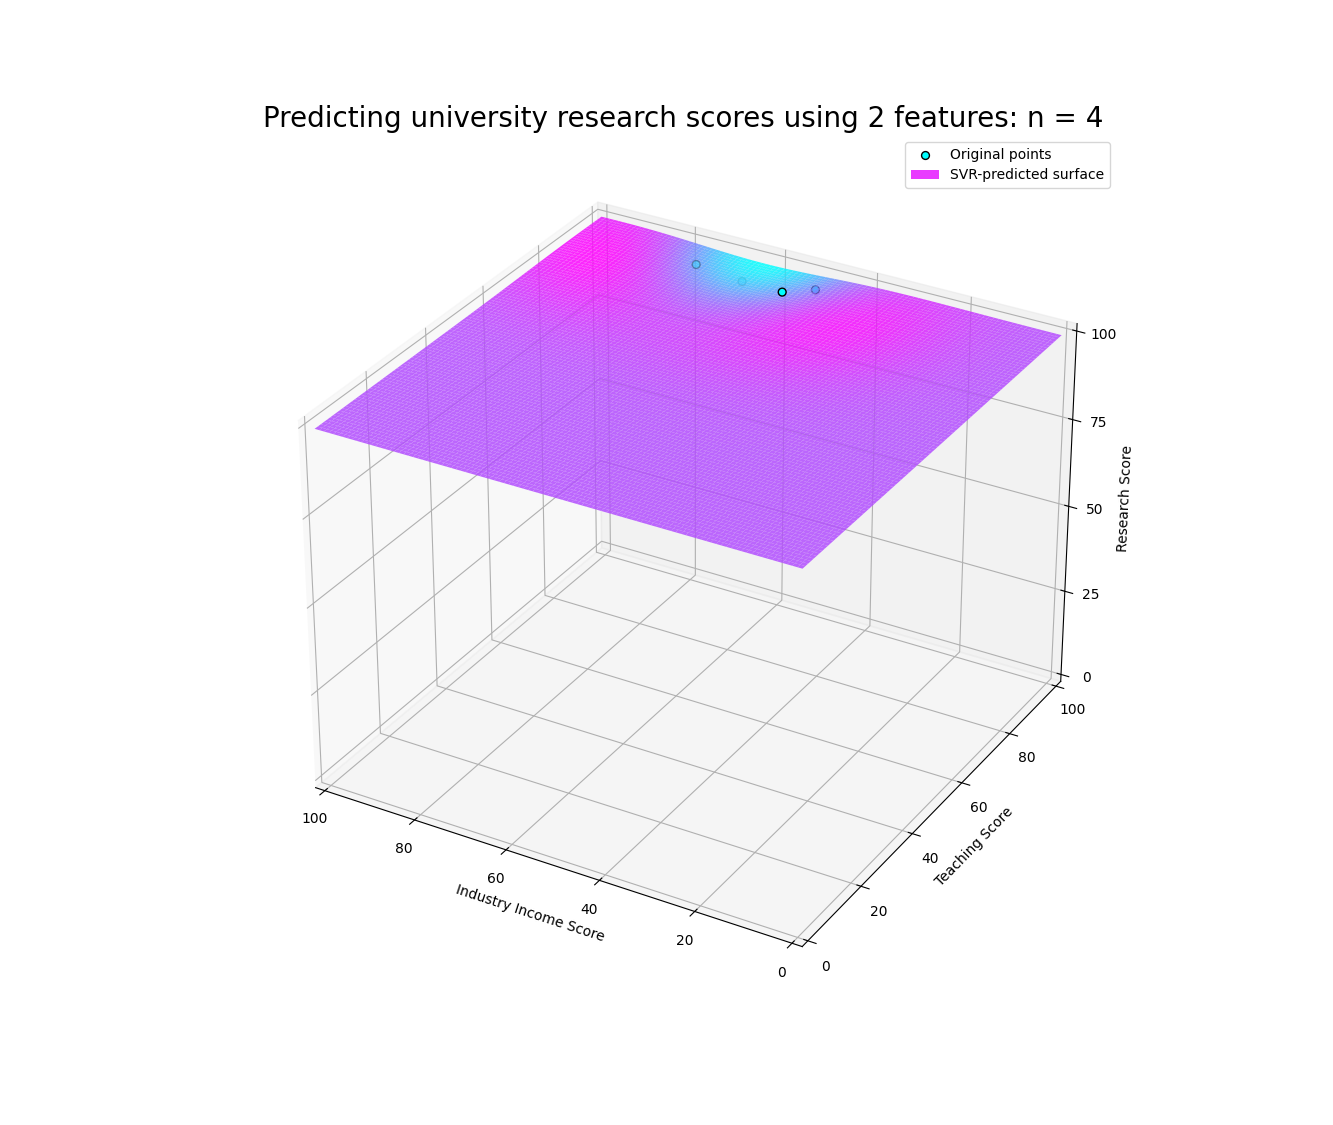 Predicting university research scores using 2 features: n = 4
Original points
SVR-predicted surface
100
75
50
25
0
Research Score
100
80
60
40
20
0
Teaching Score
100
80
60
40
20
0
Industry Income Score